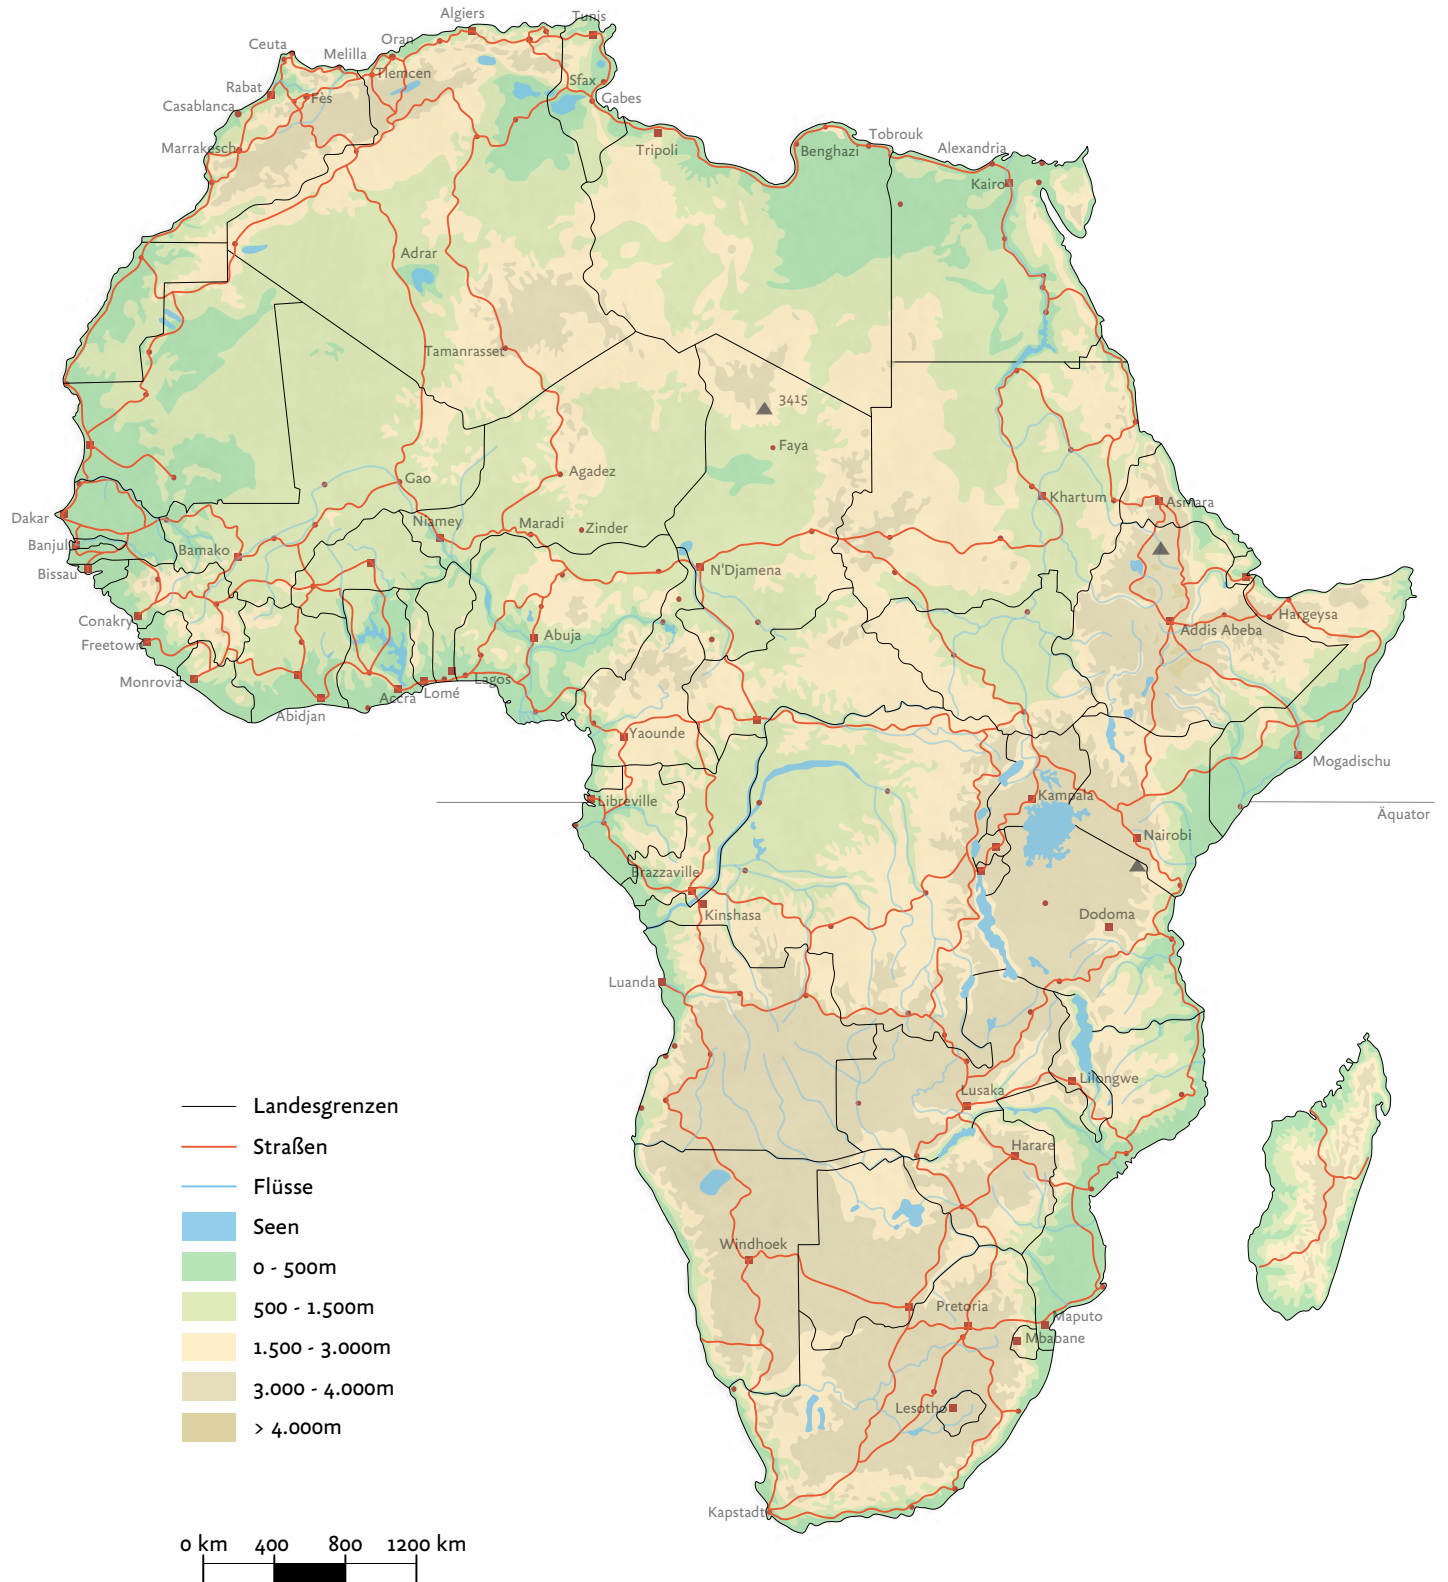 Algiers
Tunis
Ceuta
Oran
Melilla
Tlemcen
Sfax
Rabat
Fès
Gabes
Casablanca
Tobrouk
Marrakesch
Tripoli
Benghazi
Alexandria
Kairo
Adrar
Tamanrasset
3415
Faya
Agadez
Gao
Khartum
Asmara
Dakar
Niamey
Maradi
Zinder
Banjul
Bamako
Bissau
N'Djamena
Conakry
Hargeysa
Freetown
Abuja
Addis Abeba
Monrovia
Lagos
Lomé
Accra
Abidjan
Yaounde
Mogadischu
Kampala
Libreville
Äquator
Nairobi
Brazzaville
Kinshasa
Dodoma
Luanda
Lilongwe
Lusaka
Harare
Windhoek
Pretoria
Maputo
Mbabane
Lesotho
Kapstadt
Landesgrenzen
Straßen
Flüsse
Seen
0 - 500m
500 - 1.500m
1.500 - 3.000m
3.000 - 4.000m
> 4.000m
0 km 400 800 1200 km